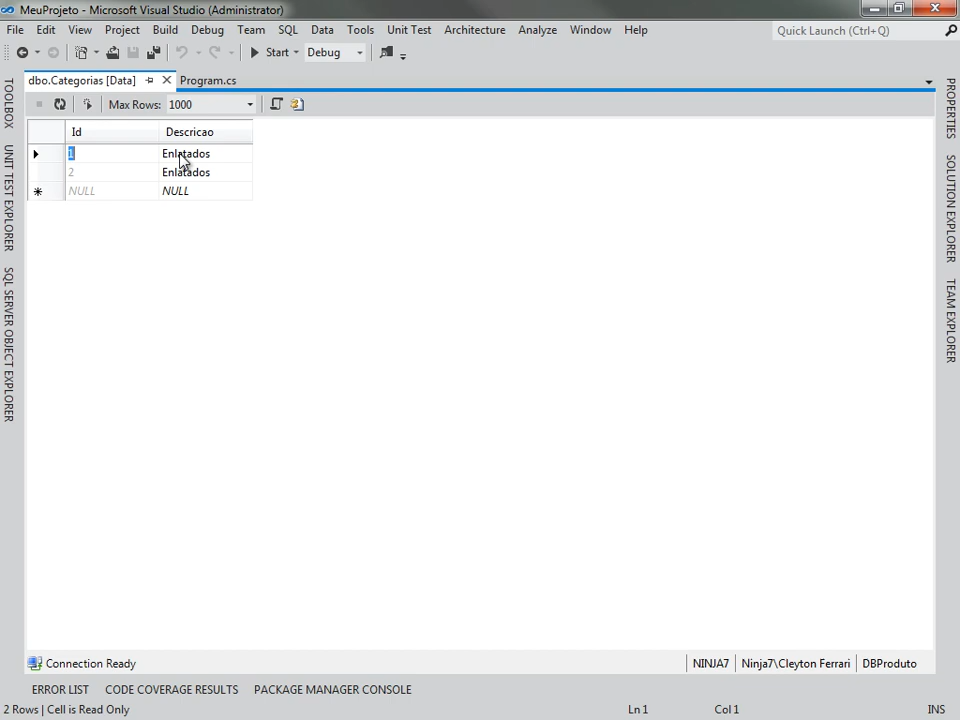 MeuProjeto - Microsoft Visual Studio (Administrator)
File Edit View Project Build Debug Team SQL Data Tools Unit Test Architecture Analyze Window Help
Quick Launch (Ctrl+Q)
Start Debug
dbo.Categorias [Data] Program.cs
Max Rows: 1000
Id Descricao
1 Enlatados
2 Enlatados
NULL NULL
TOOLBOX
UNIT TEST EXPLORER
SQL SERVER OBJECT EXPLORER
PROPERTIES
SOLUTION EXPLORER
TEAM EXPLORER
Connection Ready NINJA7 Ninja7\Cleyton Ferrari DBProduto
ERROR LIST CODE COVERAGE RESULTS PACKAGE MANAGER CONSOLE
2 Rows | Cell is Read Only Ln 1 Col 1 INS